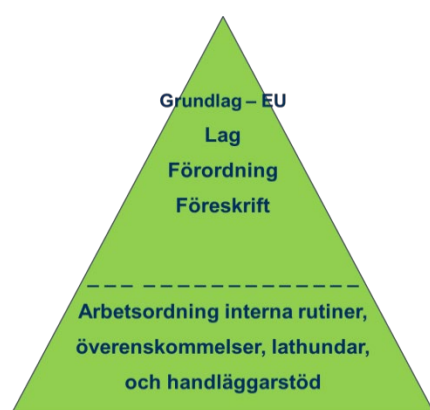 Grundlag – EU
Lag
Förordning
Föreskrift
Arbetsordning interna rutiner,
överenskommelser, lathundar,
och handläggarstöd